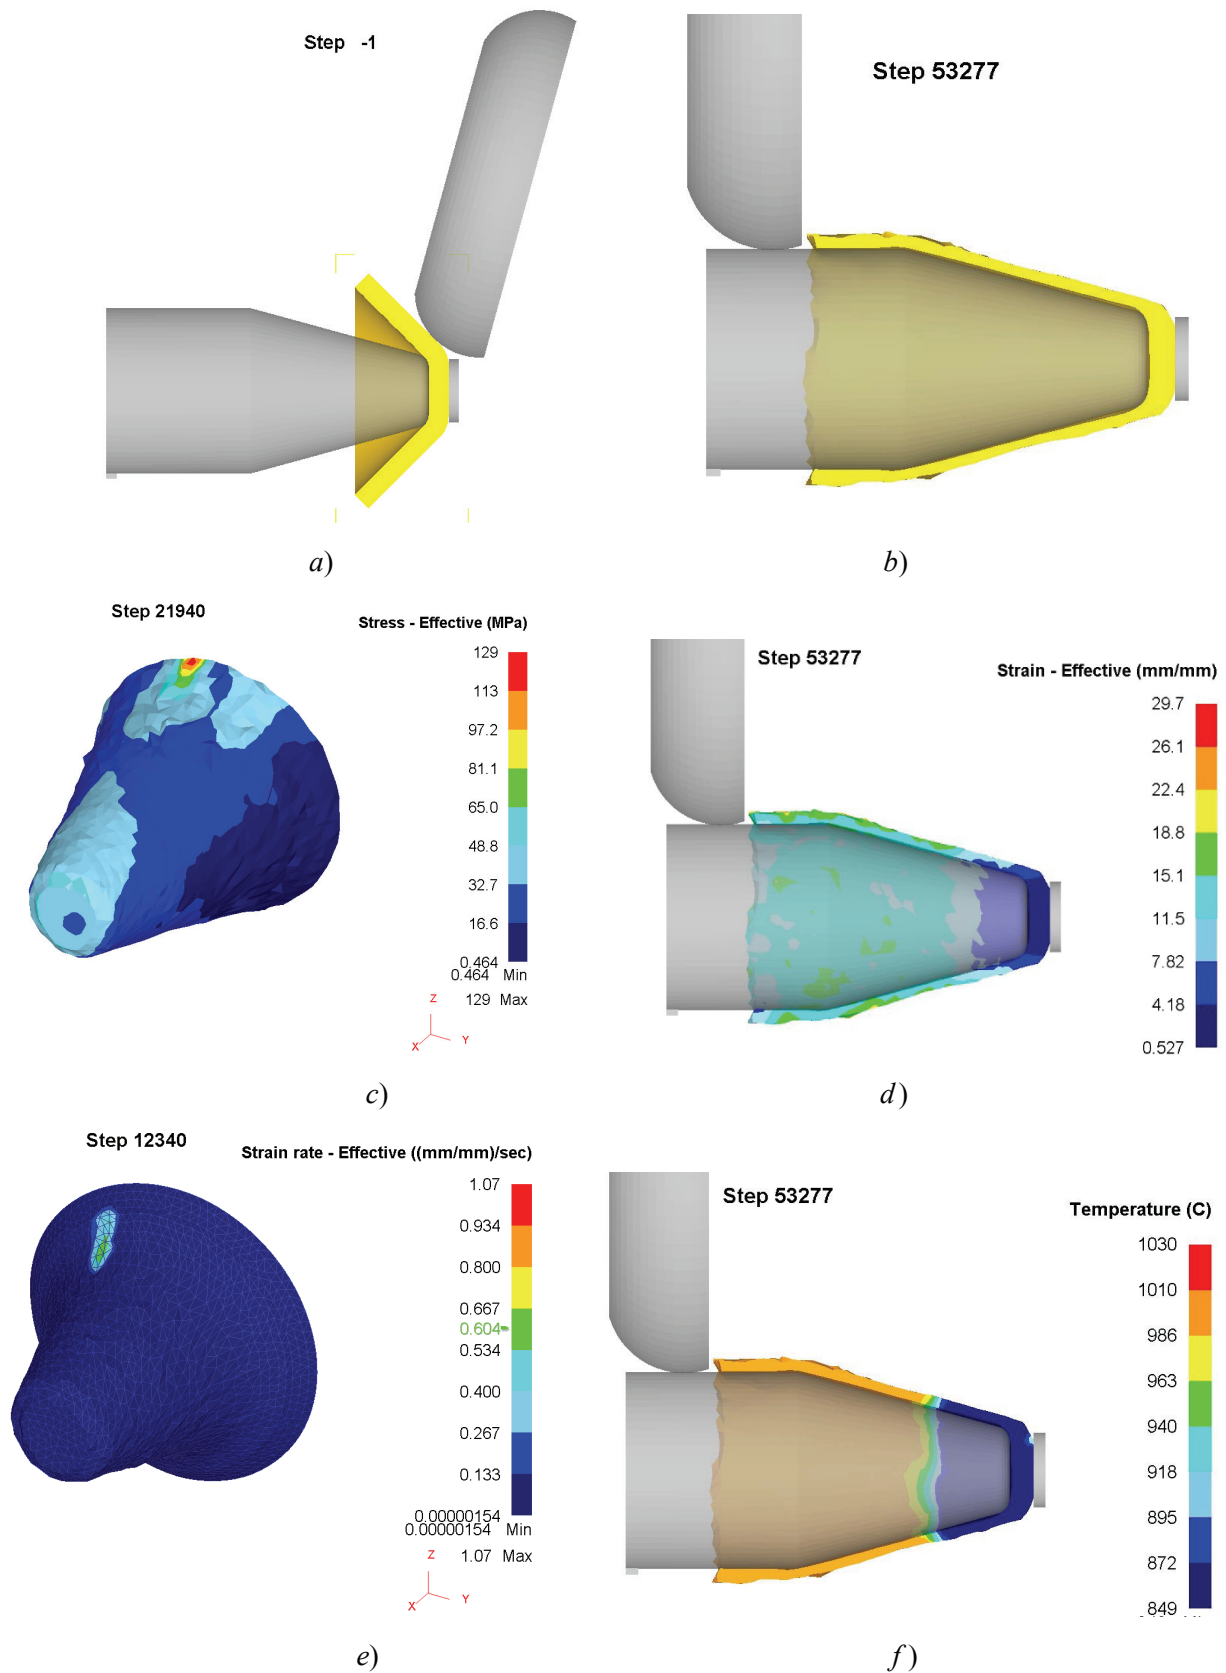 Step -1
Step 53277
a)
b)
Step 21940
Stress - Effective (MPa)
129
113
97.2
81.1
65.0
48.8
32.7
16.6
0.464
0.464 Min
129 Max
Z
X
Y
Step 53277
Strain - Effective (mm/mm)
29.7
26.1
22.4
18.8
15.1
11.5
7.82
4.18
0.527
c)
d)
Step 12340
Strain rate - Effective ((mm/mm)/sec)
1.07
0.934
0.800
0.667
0.604
0.534
0.400
0.267
0.133
0.00000154
0.00000154 Min
1.07 Max
Z
X
Y
Step 53277
Temperature (C)
1030
1010
986
963
940
918
895
872
849
e)
f)